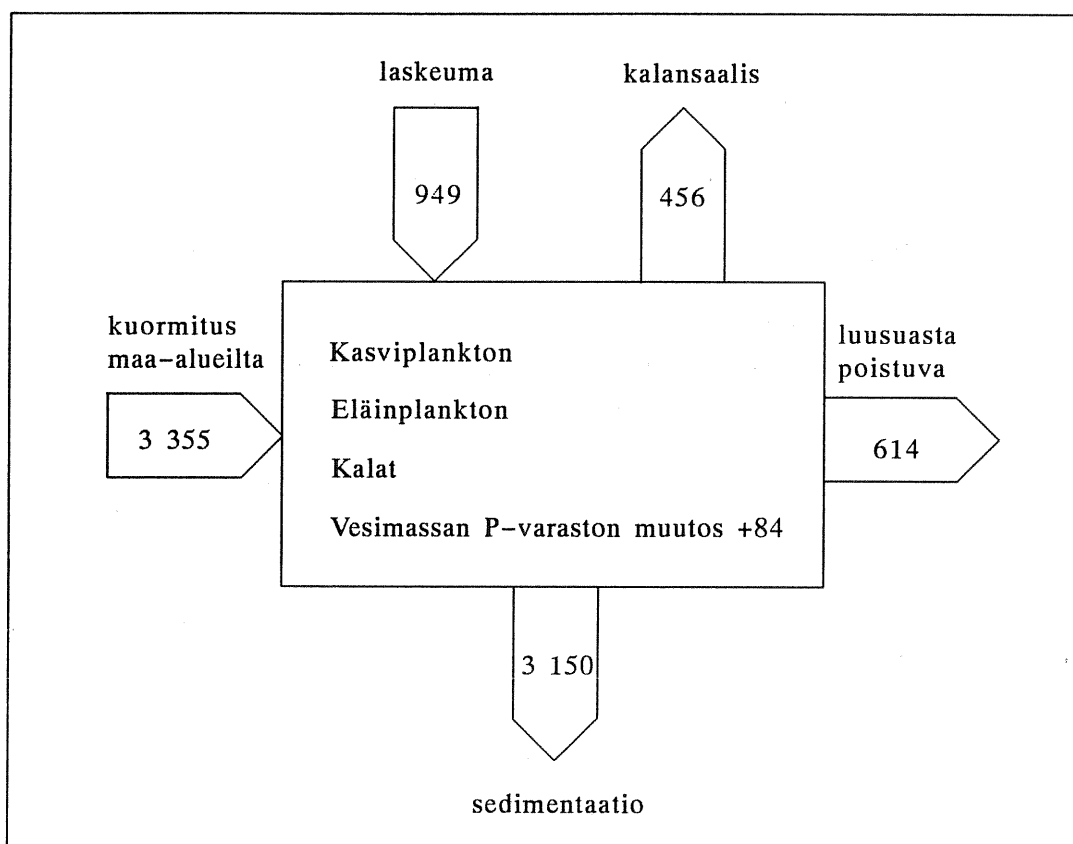 laskeuma
kalansaalis
949
456
kuormitus
maa-alueilta
3 355
Kasviplankton
Eläinplankton
Kalat
Vesimassan P-varaston muutos +84
luusuasta
poistuva
614
3 150
sedimentaatio